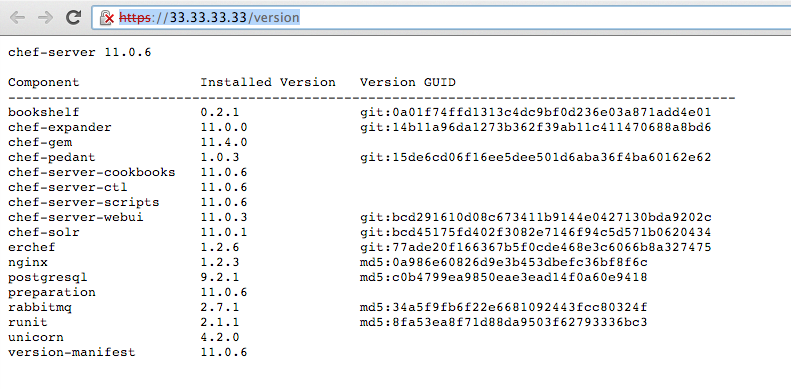 https://33.33.33.33/version
chef-server 11.0.6
Component Installed Version Version GUID
--------------------------------------------------------------------------------------------
bookshelf 0.2.1 git:0a01f74ffd1313c4dc9bf0d236e03a871add4e01
chef-expander 11.0.0 git:14b11a96da1273b362f39ab11c411470688a8bd6
chef-gem 11.4.0
chef-pedant 1.0.3 git:15de6cd06f16ee5dee501d6aba36f4ba60162e62
chef-server-cookbooks 11.0.6
chef-server-ctl 11.0.6
chef-server-scripts 11.0.6
chef-server-webui 11.0.3 git:bcd291610d08c673411b9144e0427130bda9202c
chef-solr 11.0.1 git:bcd45175fd402f3082e7146f94c5d571b0620434
erchef 1.2.6 git:77ade20f166367b5f0cde468e3c6066b8a327475
nginx 1.2.3 md5:0a986e60826d9e3b453dbefc36bf8f6c
postgresql 9.2.1 md5:c0b4799ea9850eae3ead14f0a60e9418
preparation 11.0.6
rabbitmq 2.7.1 md5:34a5f9fb6f22e6681092443fcc80324f
runit 2.1.1 md5:8fa53ea8f71d88da9503f62793336bc3
unicorn 4.2.0
version-manifest 11.0.6